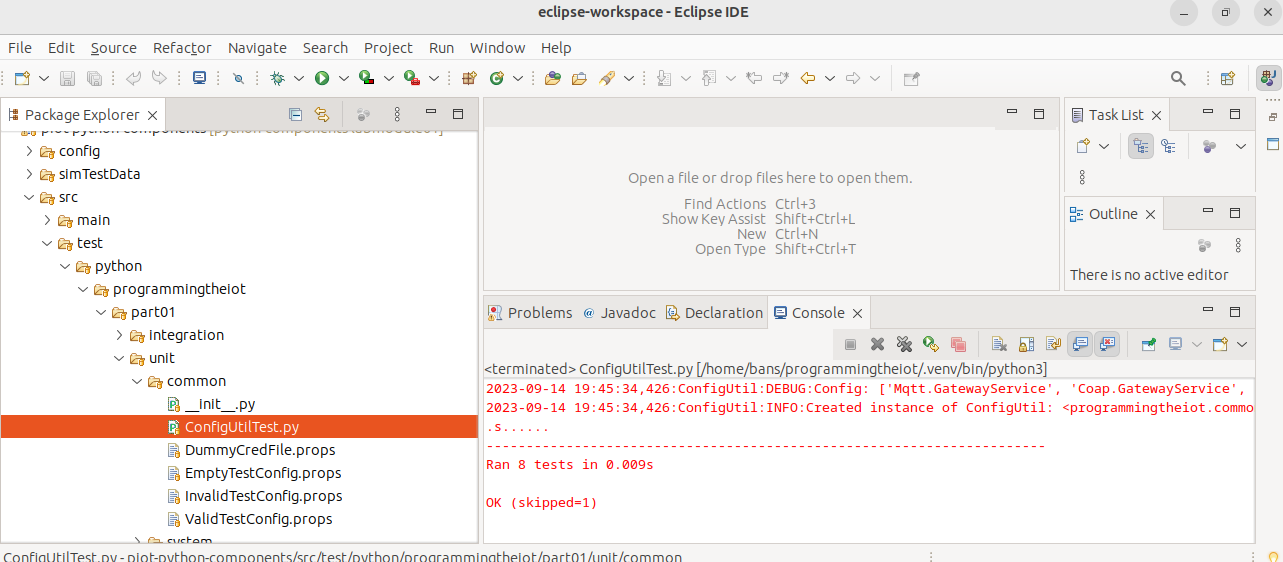 eclipse-workspace - Eclipse IDE
File Edit Source Refactor Navigate Search Project Run Window Help
Package Explorer
config
simTestData
src
main
test
python
programmingtheiot
part01
integration
unit
common
__init__.py
ConfigUtilTest.py
DummyCredFile.props
EmptyTestConfig.props
InvalidTestConfig.props
ValidTestConfig.props
system
Open a file or drop files here to open them.
Find Actions Ctrl+3
Show Key Assist Shift+Ctrl+L
New Ctrl+N
Open Type Shift+Ctrl+T
Task List
Outline
There is no active editor
Problems @ Javadoc Declaration Console
<terminated> ConfigUtilTest.py [/home/bans/programmingtheiot/.venv/bin/python3]
2023-09-14 19:45:34,426:ConfigUtil:DEBUG:Config: ['Mqtt.GatewayService', 'Coap.GatewayService',
2023-09-14 19:45:34,426:ConfigUtil:INFO:Created instance of ConfigUtil: <programmingtheiot.commo
.s......
----------------------------------------------------------------------
Ran 8 tests in 0.009s
OK (skipped=1)
ConfigUtilTest.py - piot-python-components/src/test/python/programmingtheiot/part01/unit/common